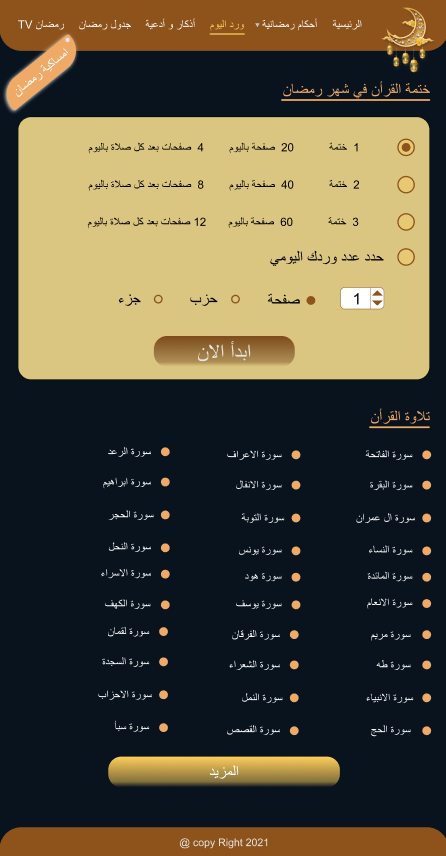 الرئيسية أحكام رمضانية ورد اليوم أذكار و أدعية جدول رمضان رمضان TV
امساكية رمضان
ختمة القرأن في شهر رمضان
1 ختمة 20 صفحة باليوم 4 صفحات بعد كل صلاة باليوم
2 ختمة 40 صفحة باليوم 8 صفحات بعد كل صلاة باليوم
3 ختمة 60 صفحة باليوم 12 صفحات بعد كل صلاة باليوم
حدد عدد وردك اليومي
1 صفحة حزب جزء
ابدأ الان
تلاوة القرأن
سورة الفاتحة سورة الاعراف سورة الرعد
سورة البقرة سورة الانفال سورة ابراهيم
سورة ال عمران سورة التوبة سورة الحجر
سورة النساء سورة يونس سورة النحل
سورة المائدة سورة هود سورة الاسراء
سورة الانعام سورة يوسف سورة الكهف
سورة مريم سورة الفرقان سورة لقمان
سورة طه سورة الشعراء سورة السجدة
سورة الانبياء سورة النمل سورة الاحزاب
سورة الحج سورة القصص سورة سبأ
المزيد
@ copy Right 2021